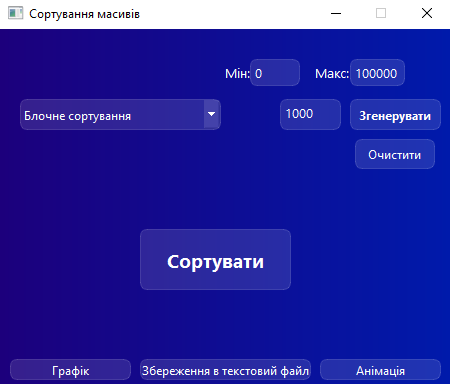 Сортування масивів
Мін: 0 Макс: 100000
Блочне сортування 1000 Згенерувати
Очистити
Сортувати
Графік Збереження в текстовий файл Анімація